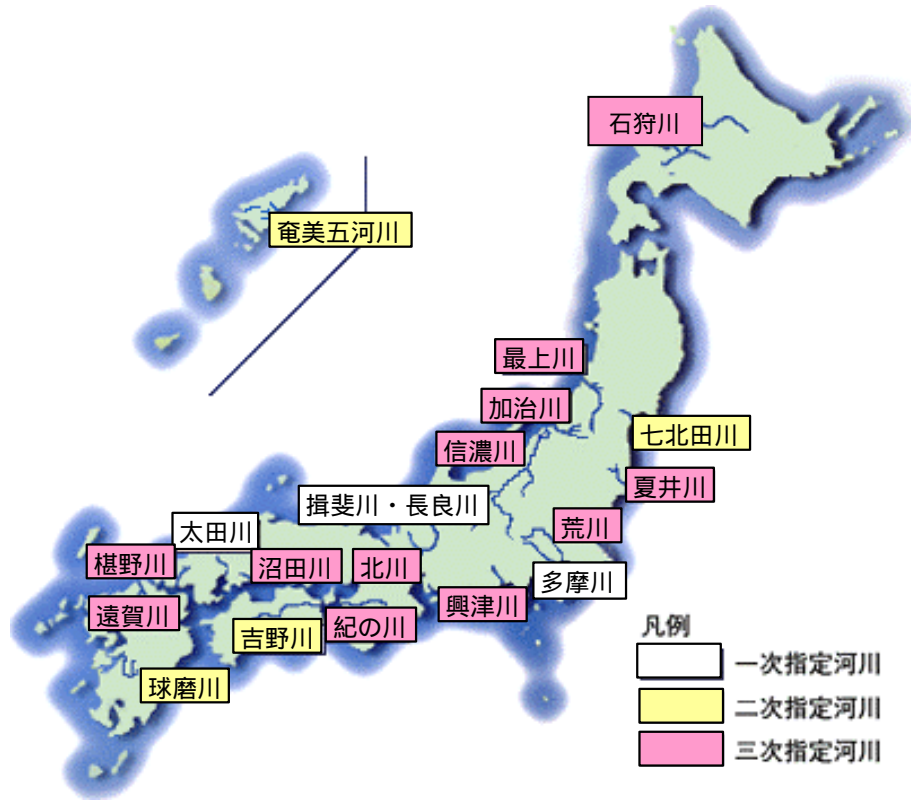 石狩川
奄美五河川
最上川
加治川
七北田川
信濃川
夏井川
揖斐川・長良川
荒川
太田川
椹野川
沼田川
北川
多摩川
興津川
遠賀川
吉野川
紀の川
球磨川
凡例
一次指定河川
二次指定河川
三次指定河川